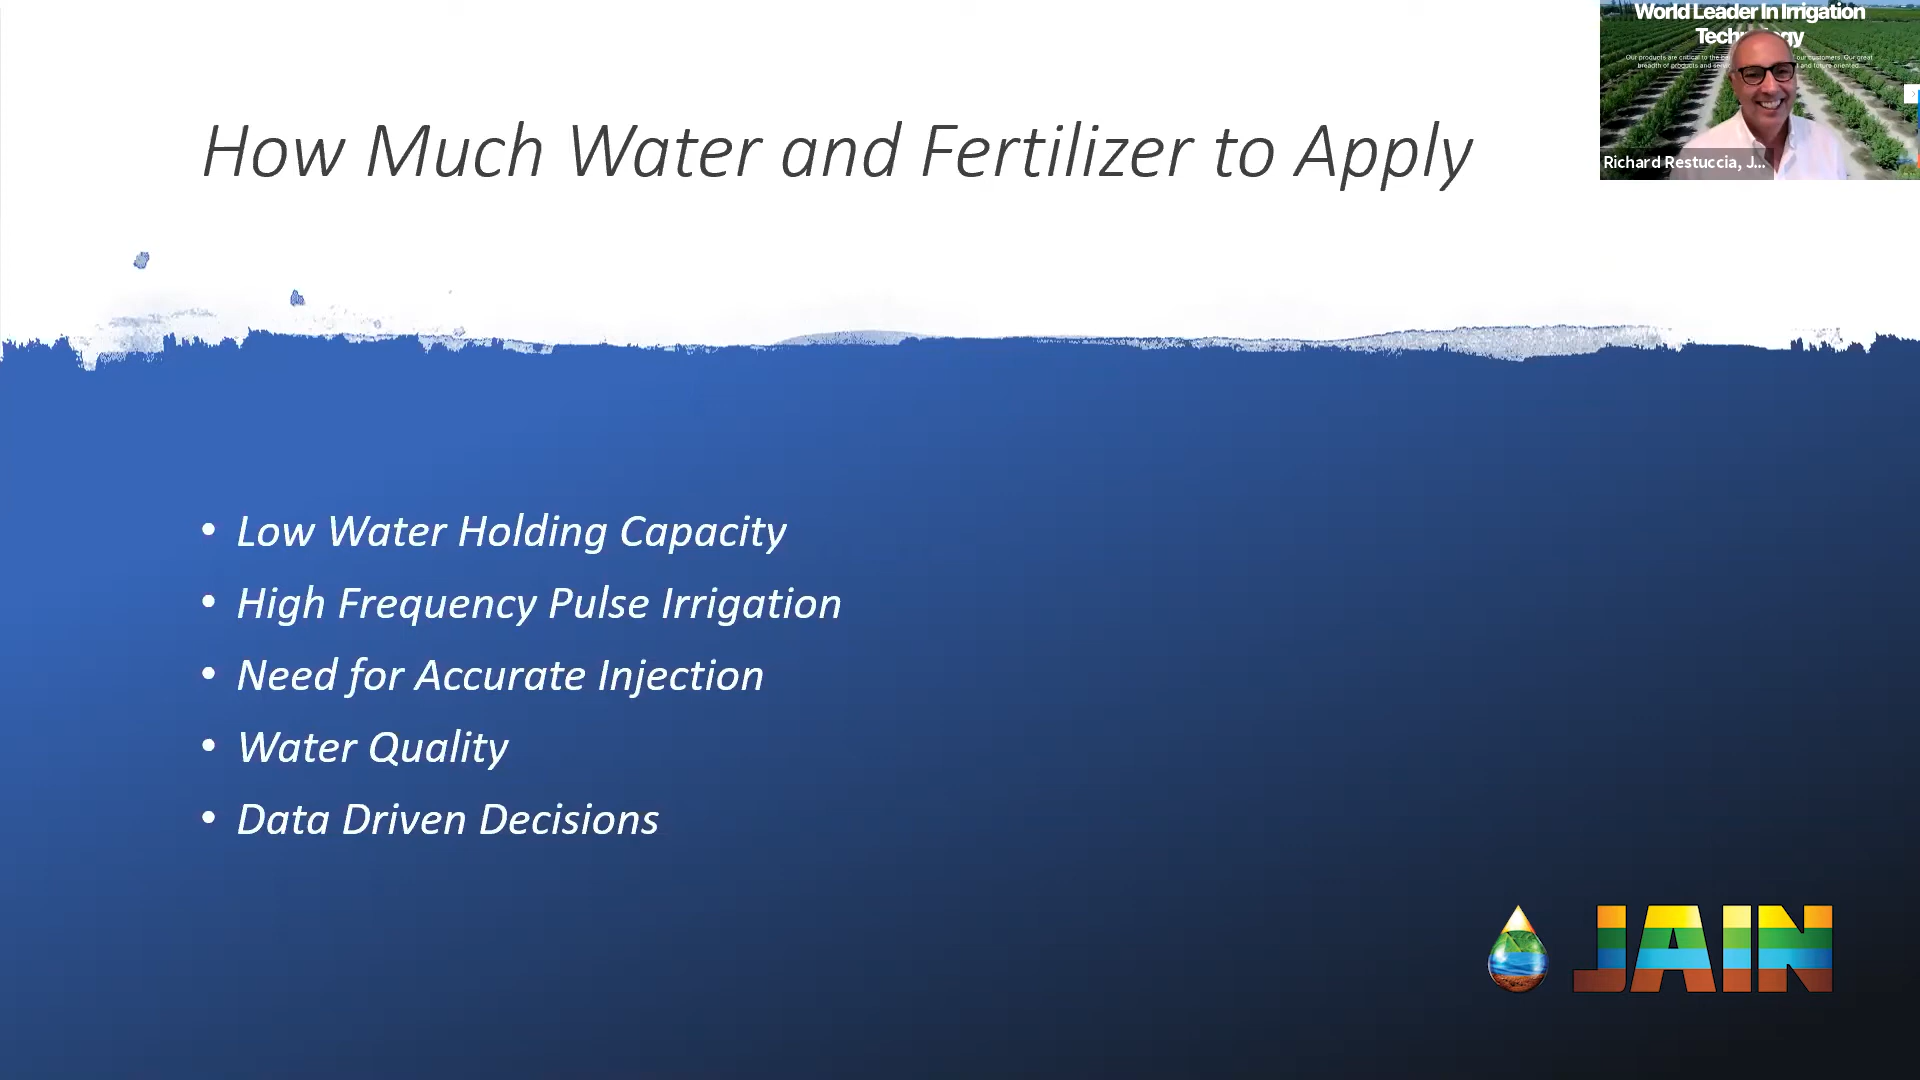 How Much Water and Fertilizer to Apply
World Leader In Irrigation
Richard Restuccia, J...
• Low Water Holding Capacity
• High Frequency Pulse Irrigation
• Need for Accurate Injection
• Water Quality
• Data Driven Decisions
JAIN